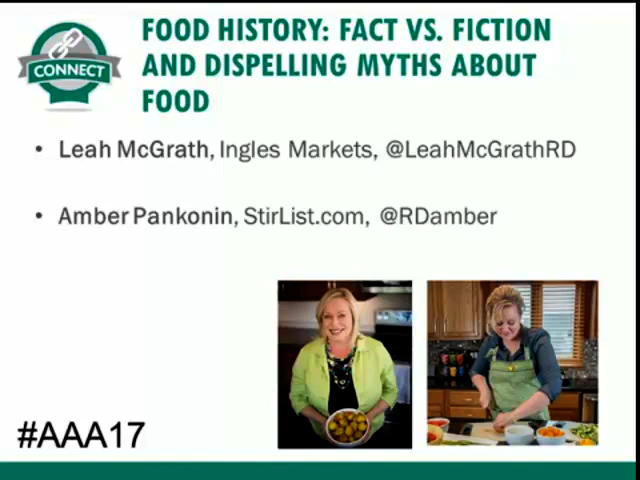 CONNECT
FOOD HISTORY: FACT VS. FICTION
AND DISPELLING MYTHS ABOUT
FOOD
• Leah McGrath, Ingles Markets, @LeahMcGrathRD
• Amber Pankonin, StirList.com, @RDamber
#AAA17